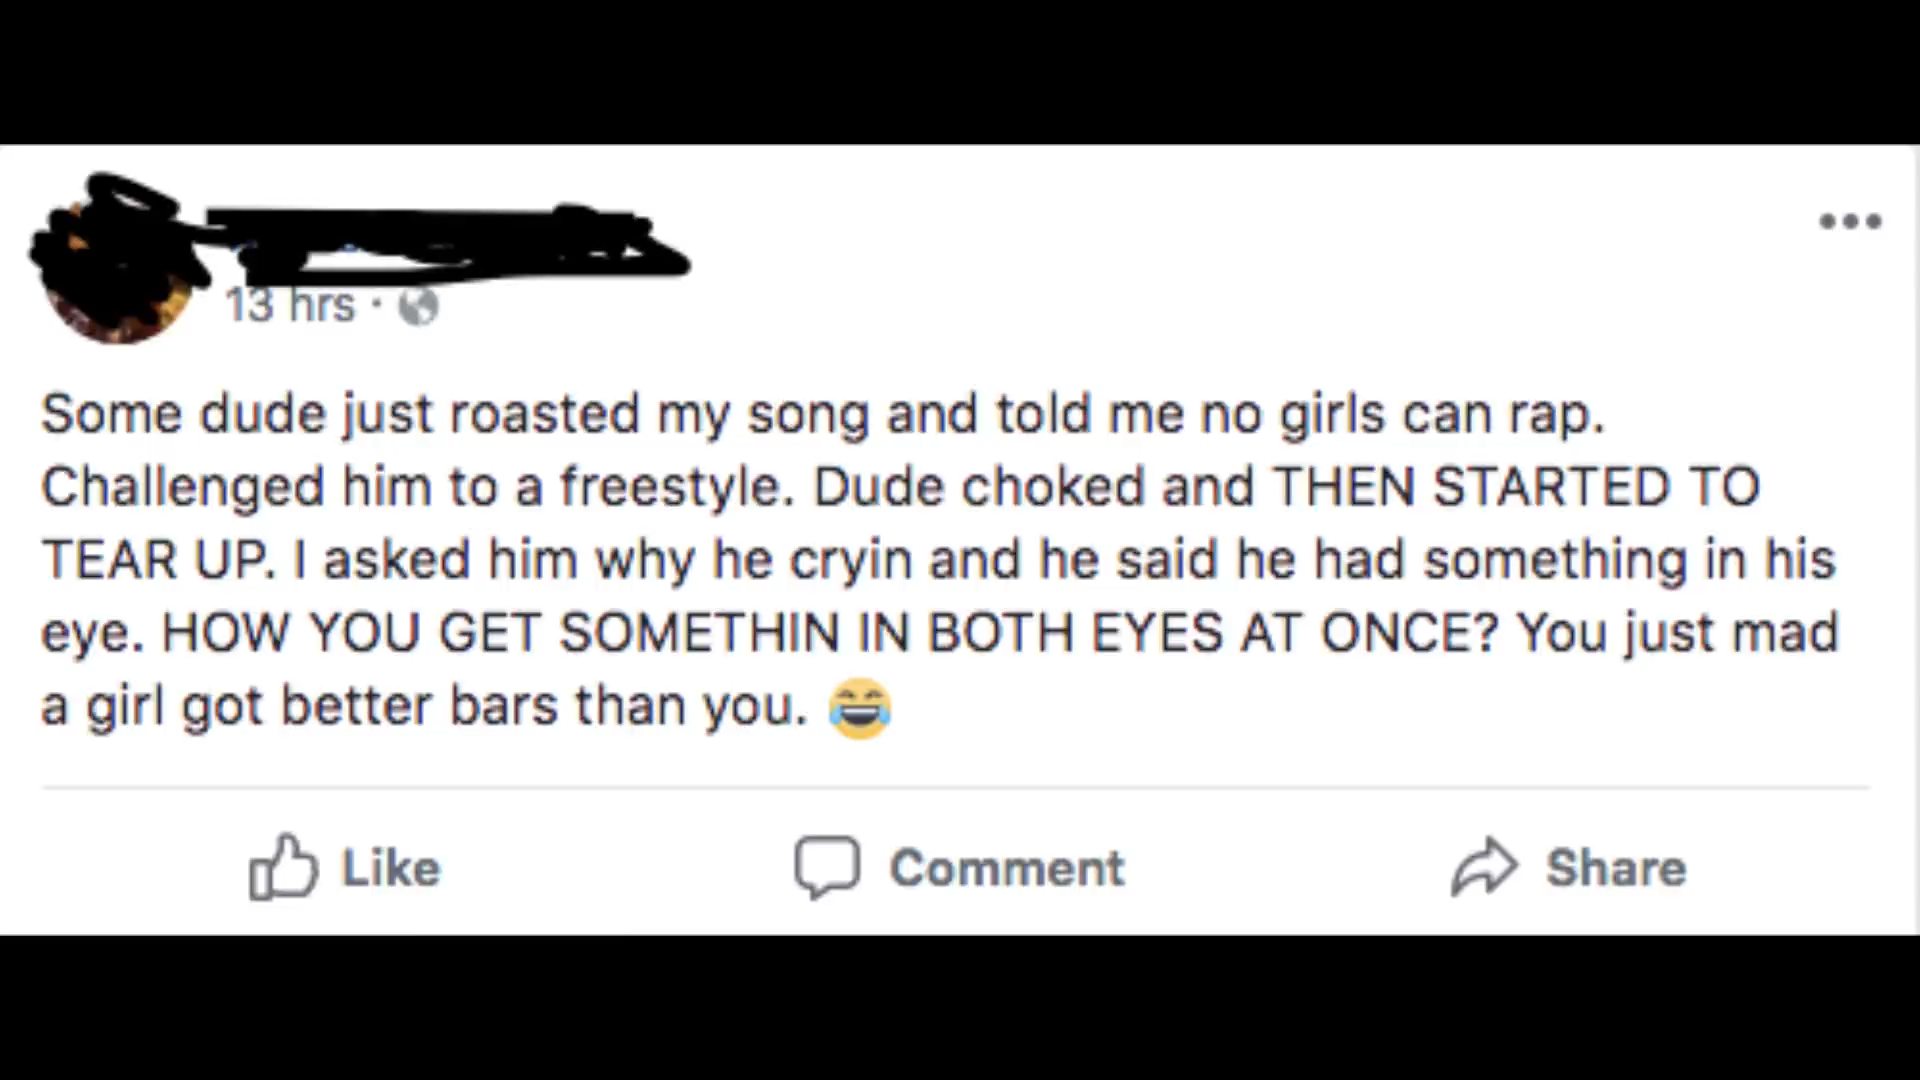 13 hrs ·
Some dude just roasted my song and told me no girls can rap.
Challenged him to a freestyle. Dude choked and THEN STARTED TO
TEAR UP. I asked him why he cryin and he said he had something in his
eye. HOW YOU GET SOMETHIN IN BOTH EYES AT ONCE? You just mad
a girl got better bars than you. 😂
Like Comment Share